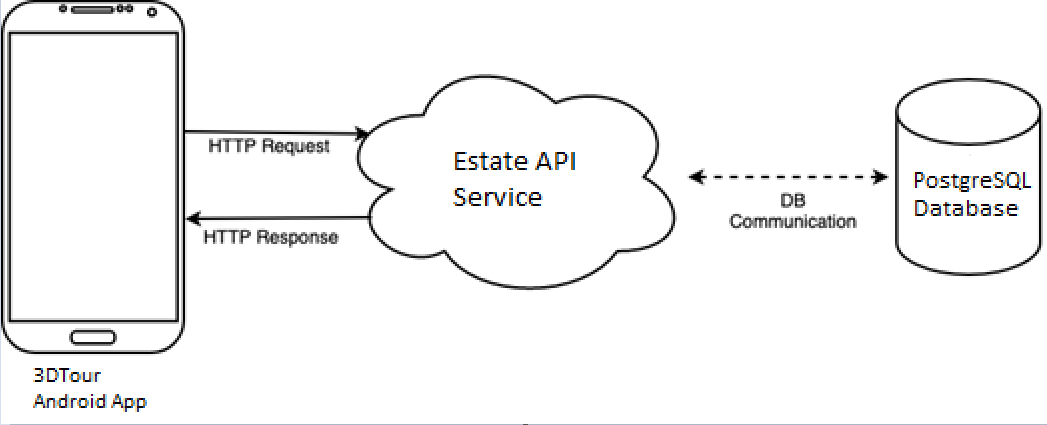 HTTP Request
HTTP Response
Estate API
Service
DB
Communication
PostgreSQL
Database
3DTour
Android App